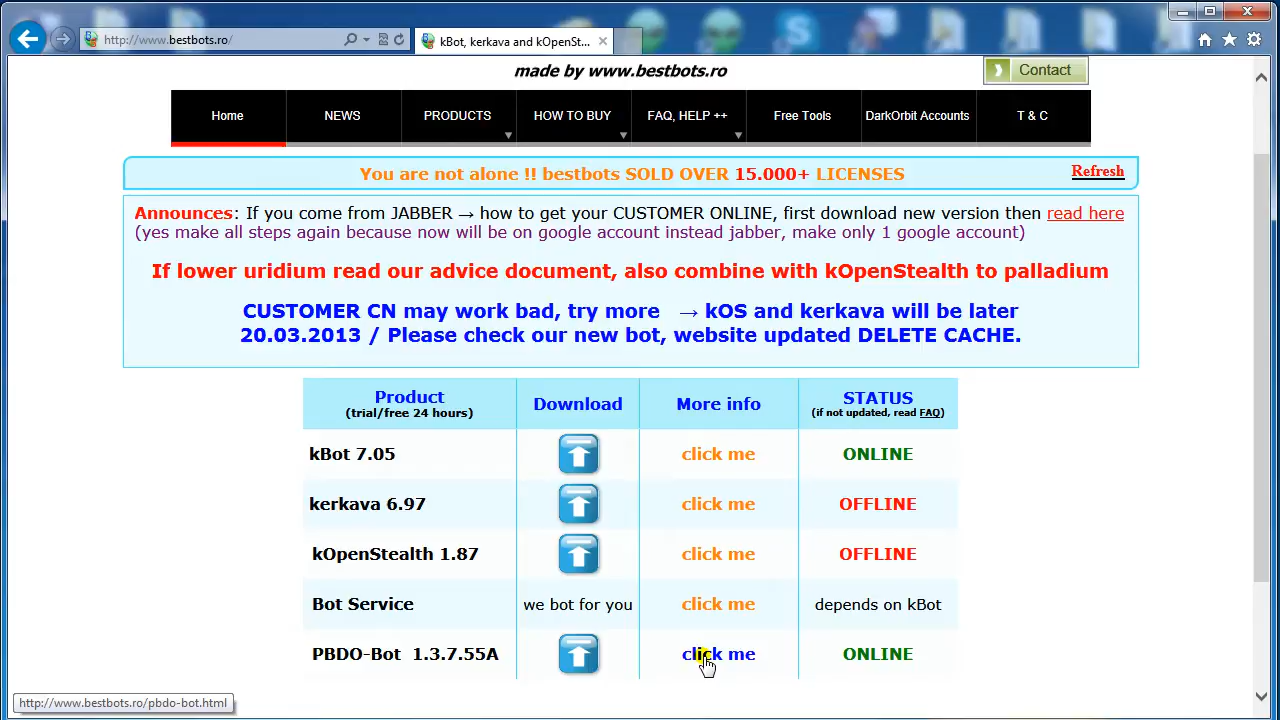 http://www.bestbots.ro/
kBot, kerkava and kOpenSt...
made by www.bestbots.ro
Contact
Home
NEWS
PRODUCTS
HOW TO BUY
FAQ, HELP ++
Free Tools
DarkOrbit Accounts
T & C
You are not alone !! bestbots SOLD OVER 15.000+ LICENSES
Refresh
Announces: If you come from JABBER → how to get your CUSTOMER ONLINE, first download new version then read here
(yes make all steps again because now will be on google account instead jabber, make only 1 google account)
If lower uridium read our advice document, also combine with kOpenStealth to palladium
CUSTOMER CN may work bad, try more → kOS and kerkava will be later
20.03.2013 / Please check our new bot, website updated DELETE CACHE.
Product
(trial/free 24 hours)
Download
More info
STATUS
(if not updated, read FAQ)
kBot 7.05
click me
ONLINE
kerkava 6.97
click me
OFFLINE
kOpenStealth 1.87
click me
OFFLINE
Bot Service
we bot for you
click me
depends on kBot
PBDO-Bot 1.3.7.55A
click me
ONLINE
http://www.bestbots.ro/pbdo-bot.html